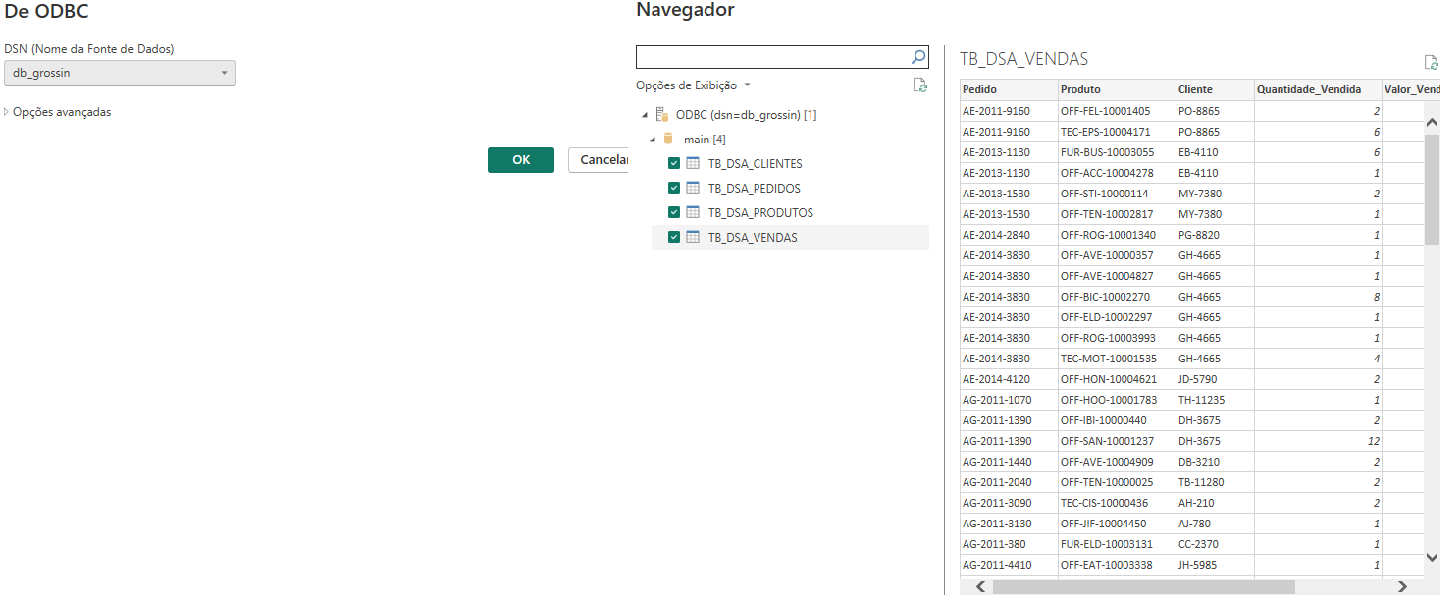 De ODBC
DSN (Nome da Fonte de Dados)
db_grossin
Opções avançadas
OK
Cancelar
Navegador
Opções de Exibição
ODBC (dsn=db_grossin) [1]
main [4]
TB_DSA_CLIENTES
TB_DSA_PEDIDOS
TB_DSA_PRODUTOS
TB_DSA_VENDAS
TB_DSA_VENDAS
Pedido Produto Cliente Quantidade_Vendida Valor_Vend
AE-2011-9160 OFF-FEL-10001405 PO-8865 2
AE-2011-9160 TEC-EPS-10004171 PO-8865 6
AE-2013-1130 FUR-BUS-10003055 EB-4110 6
AE-2013-1130 OFF-ACC-10004278 EB-4110 1
AE-2013-1530 OFF-STI-10000114 MY-7380 2
AE-2013-1530 OFF-TEN-10002817 MY-7380 1
AE-2014-2840 OFF-ROG-10001340 PG-8820 1
AE-2014-3830 OFF-AVE-10000357 GH-4665 1
AE-2014-3830 OFF-AVE-10004827 GH-4665 1
AE-2014-3830 OFF-BIC-10002270 GH-4665 8
AE-2014-3830 OFF-ELD-10002297 GH-4665 1
AE-2014-3830 OFF-ROG-10003993 GH-4665 1
AE-2014-3830 TEC-MOT-10001535 GH-4665 4
AE-2014-4120 OFF-HON-10004621 JD-5790 2
AG-2011-1070 OFF-HOO-10001783 TH-11235 1
AG-2011-1390 OFF-IBI-10000440 DH-3675 2
AG-2011-1390 OFF-SAN-10001237 DH-3675 12
AG-2011-1440 OFF-AVE-10004909 DB-3210 2
AG-2011-2040 OFF-TEN-10000025 TB-11280 2
AG-2011-3090 TEC-CIS-10000436 AH-210 2
AG-2011-3130 OFF-JIF-10004450 AJ-780 1
AG-2011-380 FUR-ELD-10003131 CC-2370 1
AG-2011-4410 OFF-EAT-10003338 JH-5985 1